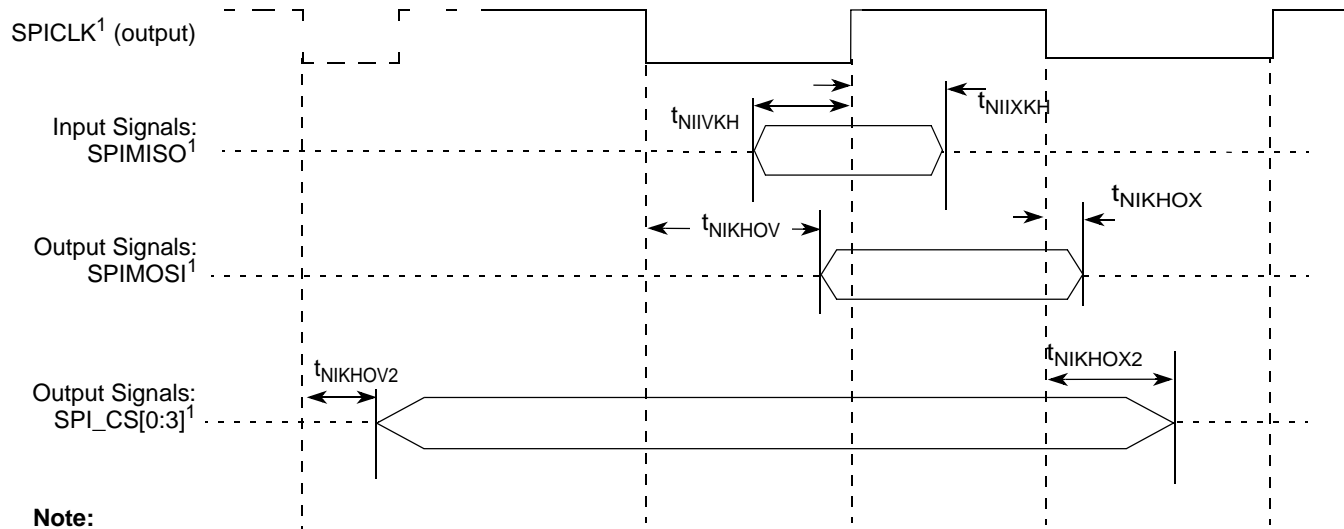 SPICLK1 (output)
tNIIVKH
tNIIXKH
Input Signals:
SPIMISO1
tNIKHOV
tNIKHOX
Output Signals:
SPIMOSI1
tNIKHOV2
tNIKHOX2
Output Signals:
SPI_CS[0:3]1
Note: